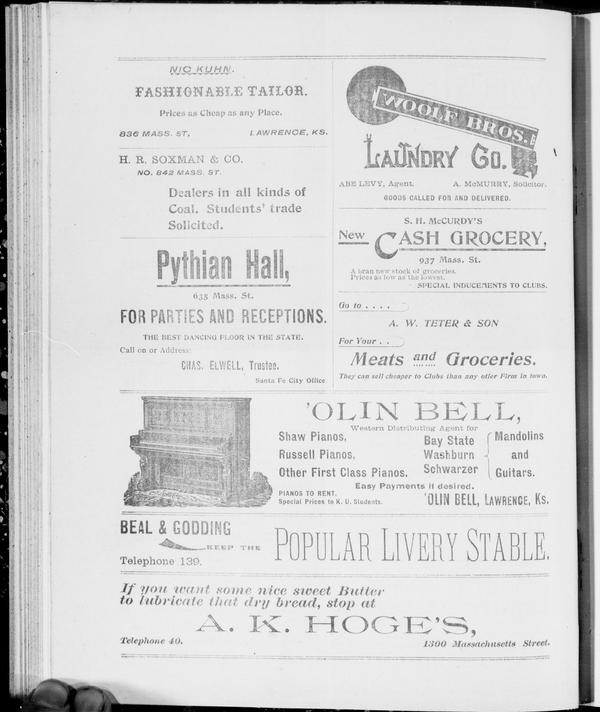 NIC KUHN.
FASHIONABLE TAILOR.
Prices as Cheap as any Place.
836 MASS. ST. LAWRENCE, KS.
H. R. SOXMAN & CO.
NO. 842 MASS. ST.
Dealers in all kinds of
Coal. Students' trade
Solicited.
Pythian Hall,
635 Mass. St.
FOR PARTIES AND RECEPTIONS.
THE BEST DANCING FLOOR IN THE STATE.
Call on or Address:
CHAS. ELWELL, Trustee.
Santa Fe City Office
WOOLF BROS.
LAUNDRY CO.
ABE LEVY, Agent. A. McMURRY, Solicitor.
GOODS CALLED FOR AND DELIVERED.
S. H. McCURDY'S
New CASH GROCERY,
937 Mass. St.
A bran new stock of groceries.
Prices as low as the lowest.
SPECIAL INDUCEMENTS TO CLUBS.
Go to . . . .
A. W. TETER & SON
For Your . .
Meats and Groceries.
They can sell cheaper to Clubs than any otler Firm in town.
'OLIN BELL,
Western Distributing Agent for
Shaw Pianos, Bay State Mandolins
Russell Pianos, Washburn and
Other First Class Pianos. Schwarzer Guitars.
Easy Payments if desired.
PIANOS TO RENT.
Special Prices to K. U. Students. 'OLIN BELL, LAWRENCE, Ks.
BEAL & GODDING
KEEP THE
POPULAR LIVERY STABLE.
Telephone 139.
If you want some nice sweet Butter
to lubricate that dry bread, stop at
A. K. HOGE'S,
Telephone 40. 1300 Massachusetts Street.